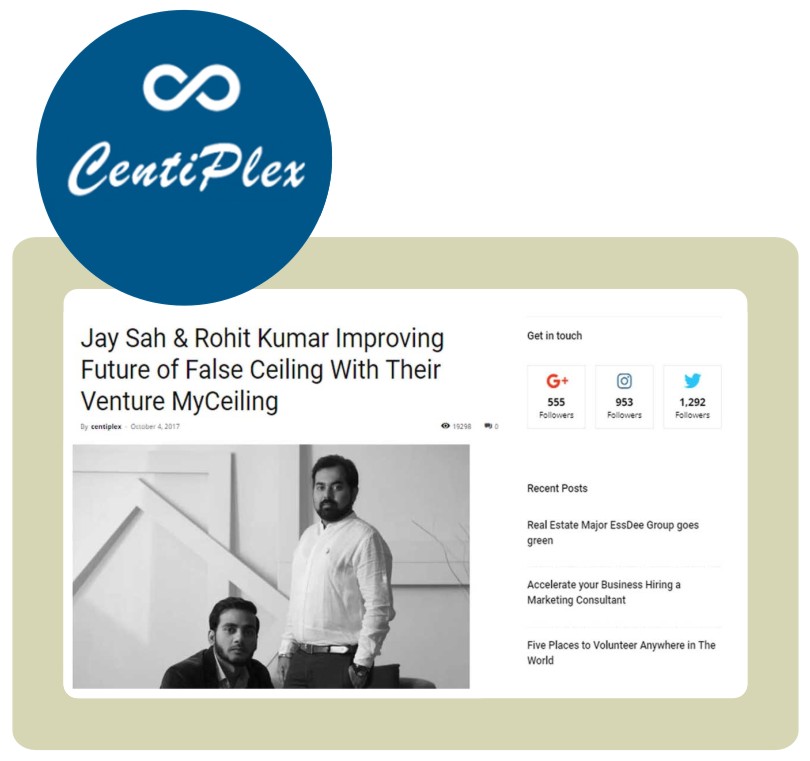 CentiPlex
Jay Sah & Rohit Kumar Improving
Future of False Ceiling With Their
Venture MyCeiling
By centiplex - October 4, 2017
19298
0
Get in touch
G+
555
Followers
953
Followers
1,292
Followers
Recent Posts
Real Estate Major EssDee Group goes
green
Accelerate your Business Hiring a
Marketing Consultant
Five Places to Volunteer Anywhere in The
World